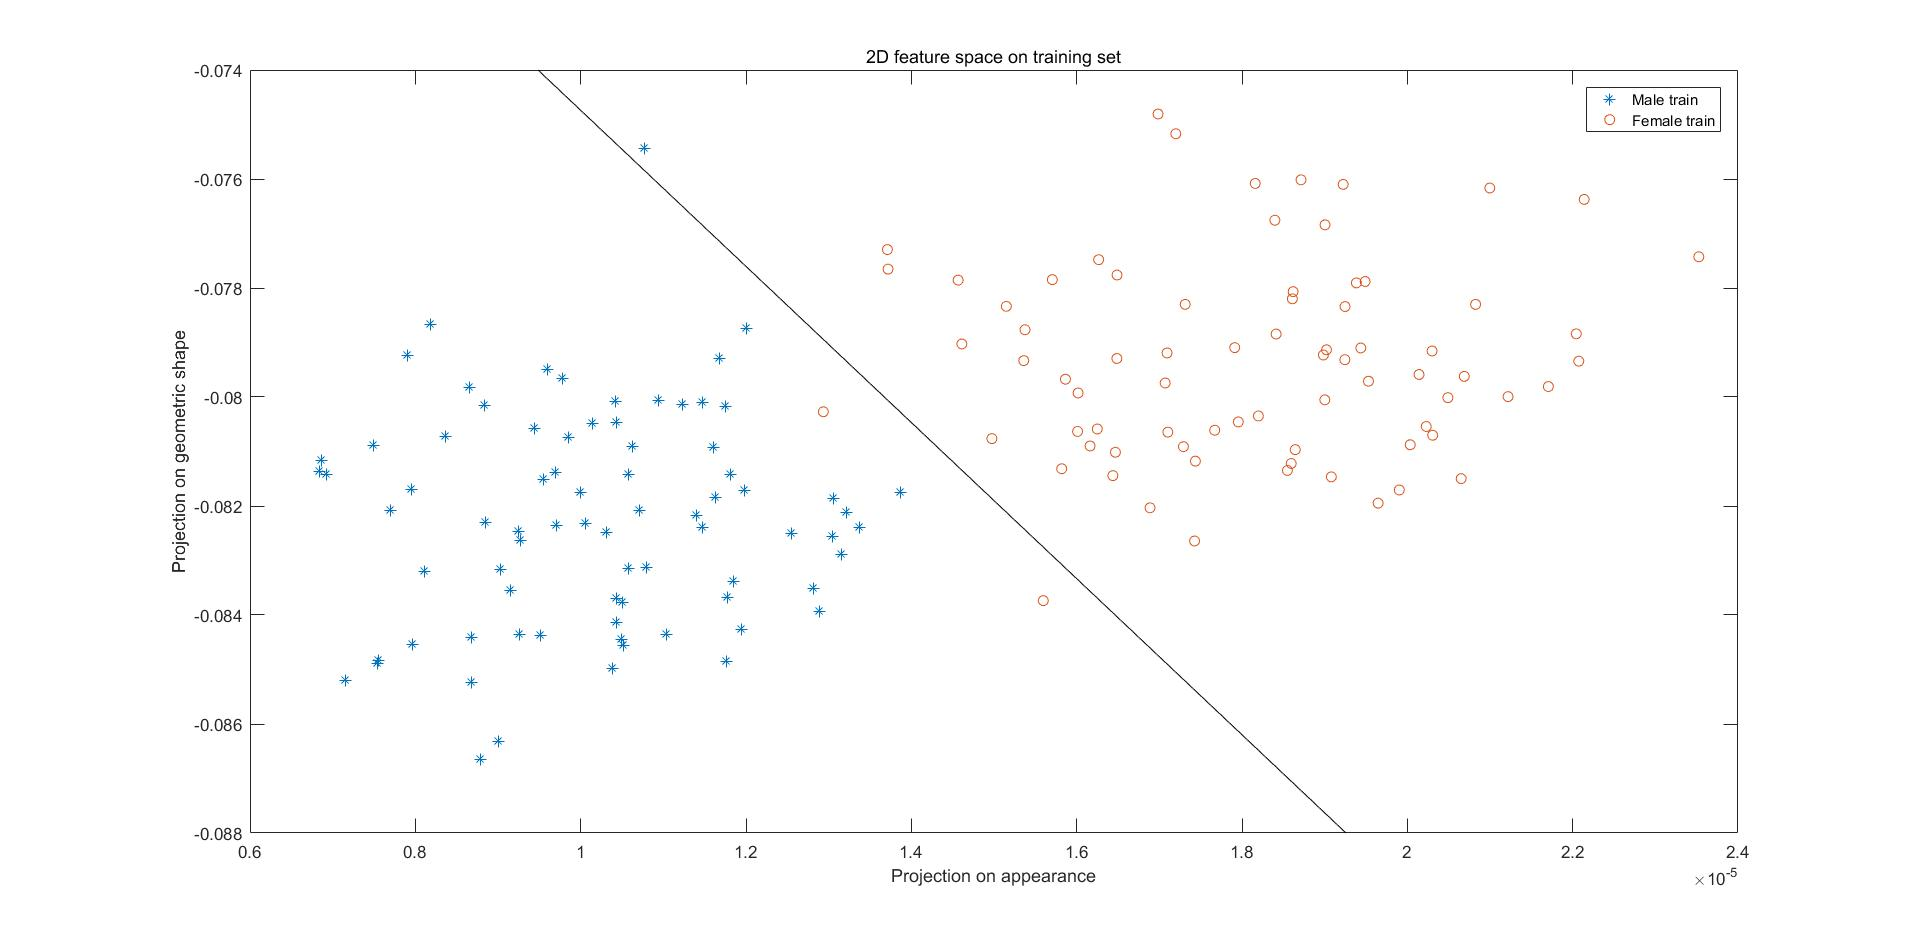 2D feature space on training set
-0.074
-0.076
-0.078
-0.08
-0.082
-0.084
-0.086
-0.088
Projection on geometric shape
Male train
Female train
0.6 0.8 1 1.2 1.4 1.6 1.8 2 2.2 2.4
Projection on appearance
×10-5